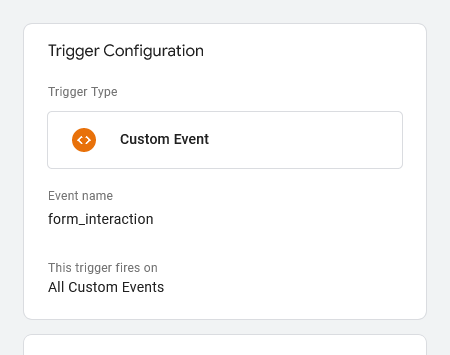 Trigger Configuration
Trigger Type
Custom Event
Event name
form_interaction
This trigger fires on
All Custom Events